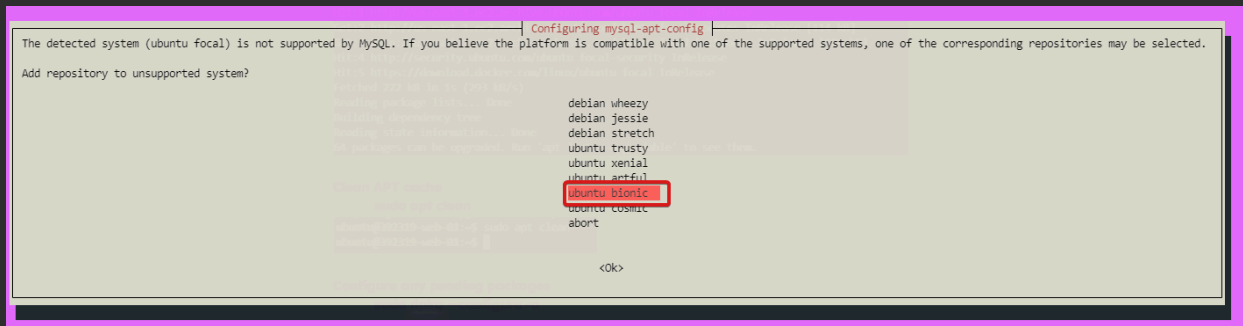 Configuring mysql-apt-config
The detected system (ubuntu focal) is not supported by MySQL. If you believe the platform is compatible with one of the supported systems, one of the corresponding repositories may be selected.
Add repository to unsupported system?
debian wheezy
debian jessie
debian stretch
ubuntu trusty
ubuntu xenial
ubuntu artful
ubuntu bionic
ubuntu cosmic
abort
<Ok>